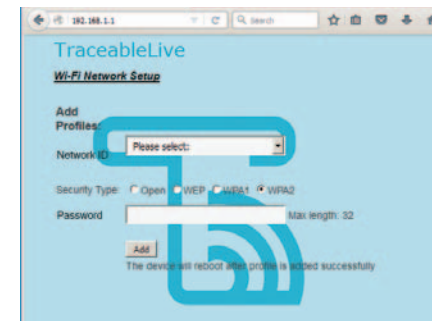 192.168.1.1
Search
TraceableLive
Wi-Fi Network Setup
Add
Profiles:
Network ID Please select:
Security Type: Open WEP WPA1 WPA2
Password Max length: 32
Add
The device will reboot after profile is added successfully